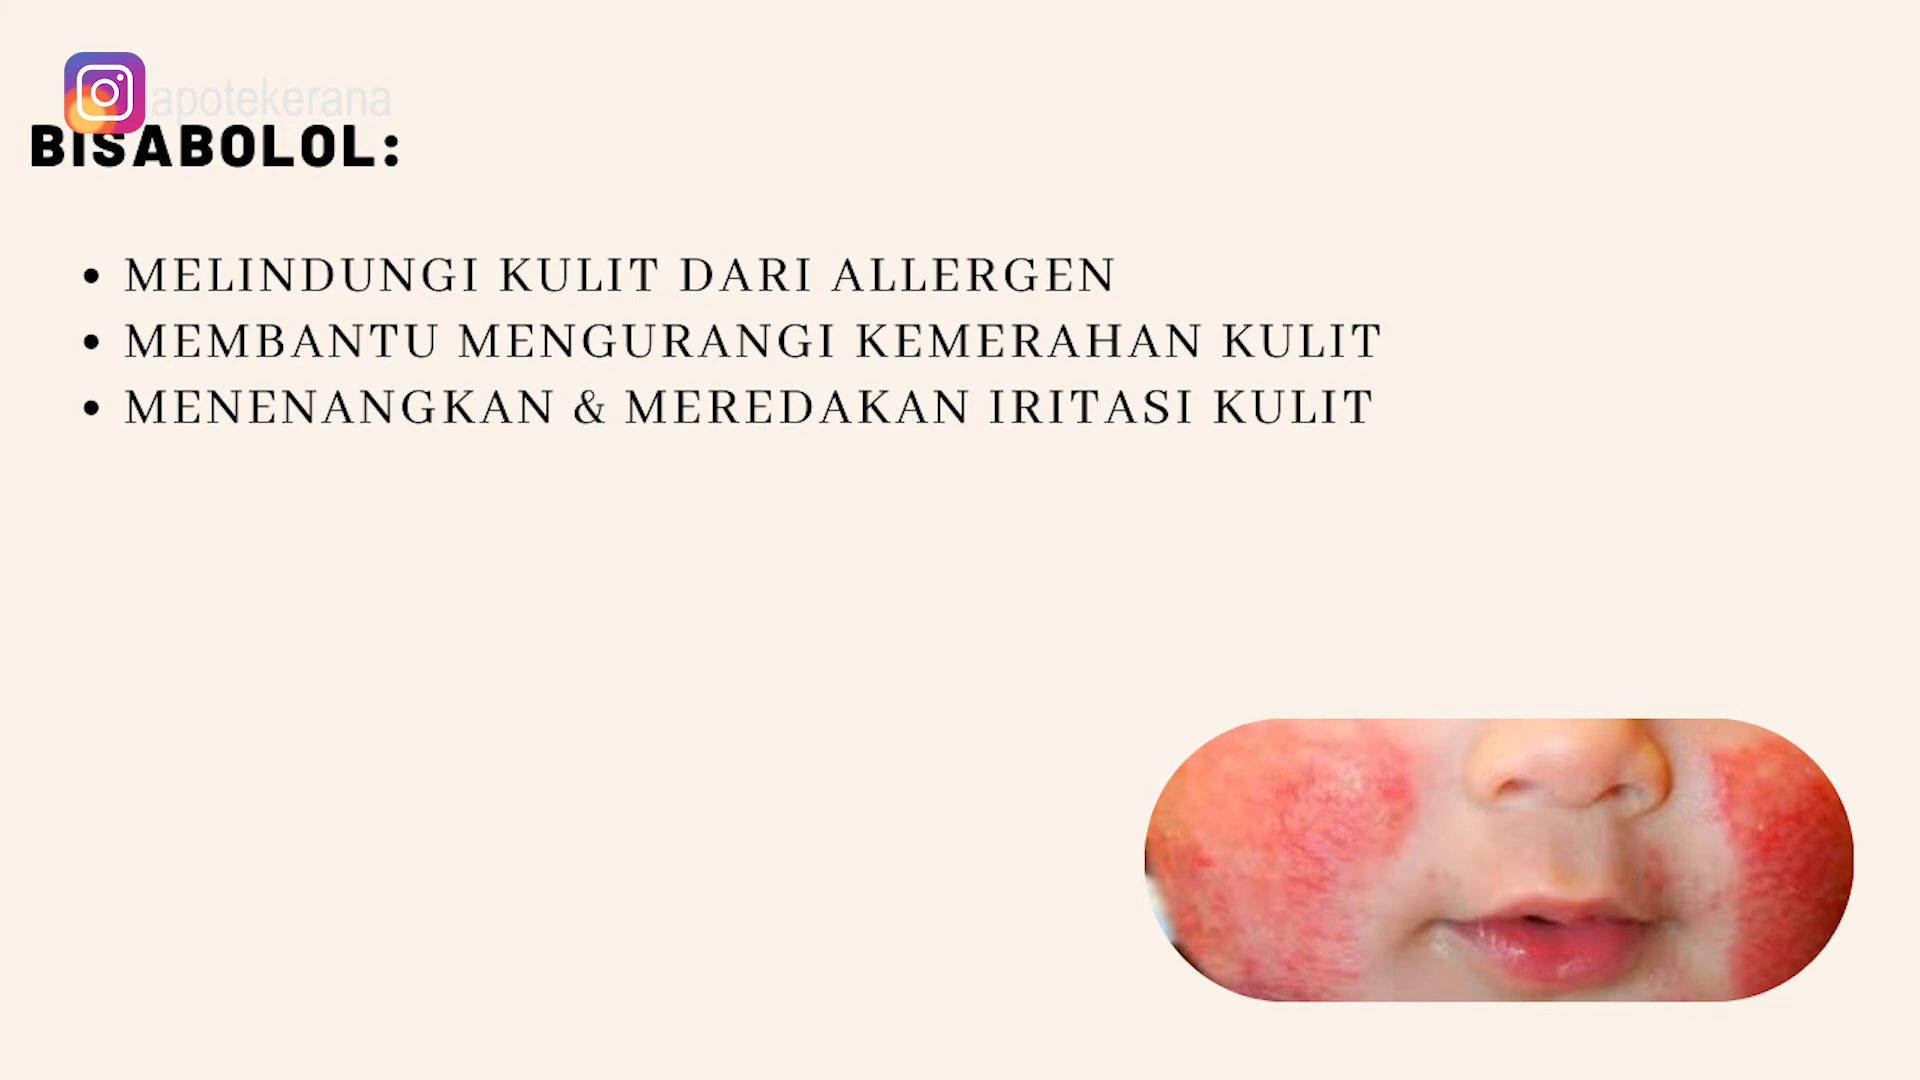 apotekerana
BISABOLOL:
• MELINDUNGI KULIT DARI ALLERGEN
• MEMBANTU MENGURANGI KEMERAHAN KULIT
• MENENANGKAN & MEREDAKAN IRITASI KULIT